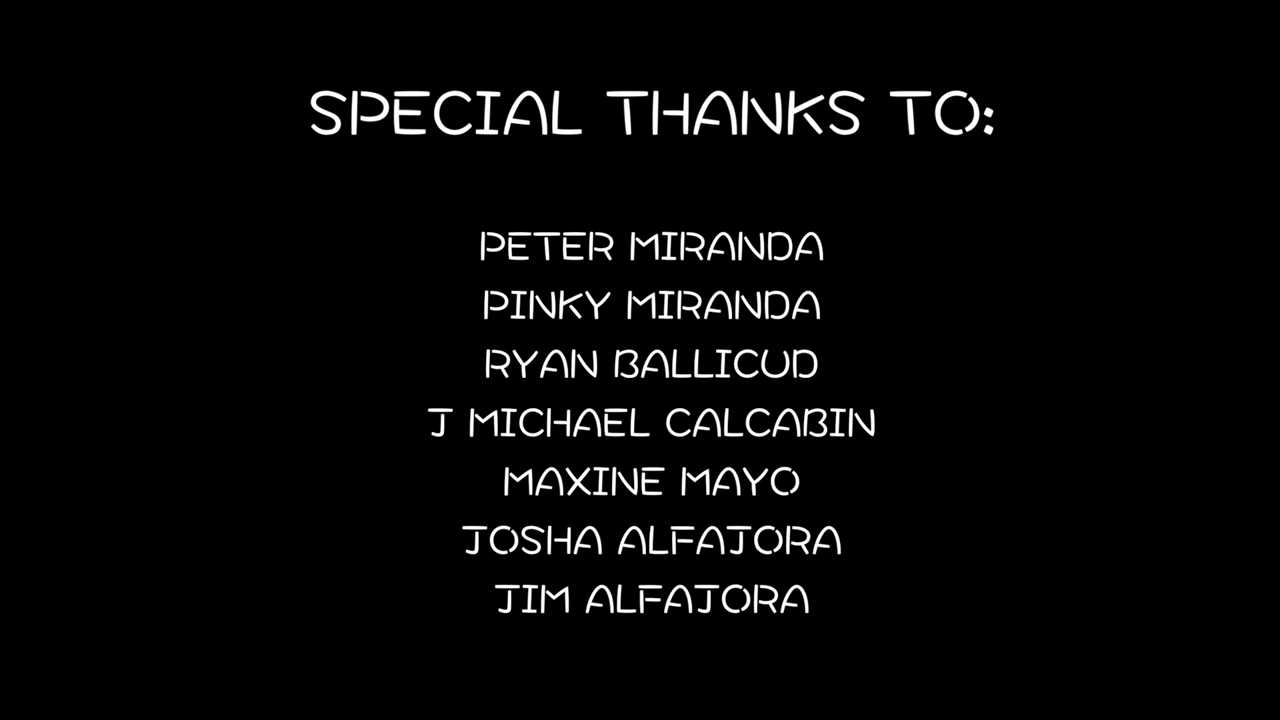 SPECIAL THANKS TO:
PETER MIRANDA
PINKY MIRANDA
RYAN BALLICUD
J MICHAEL CALCABIN
MAXINE MAYO
JOSHA ALFAJORA
JIM ALFAJORA